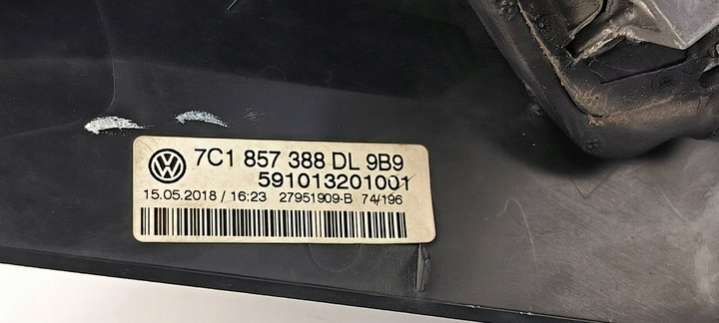 7C1 857 388 DL 9B9
591013201001
15.05.2018 / 16:23 27951909-B 74/196